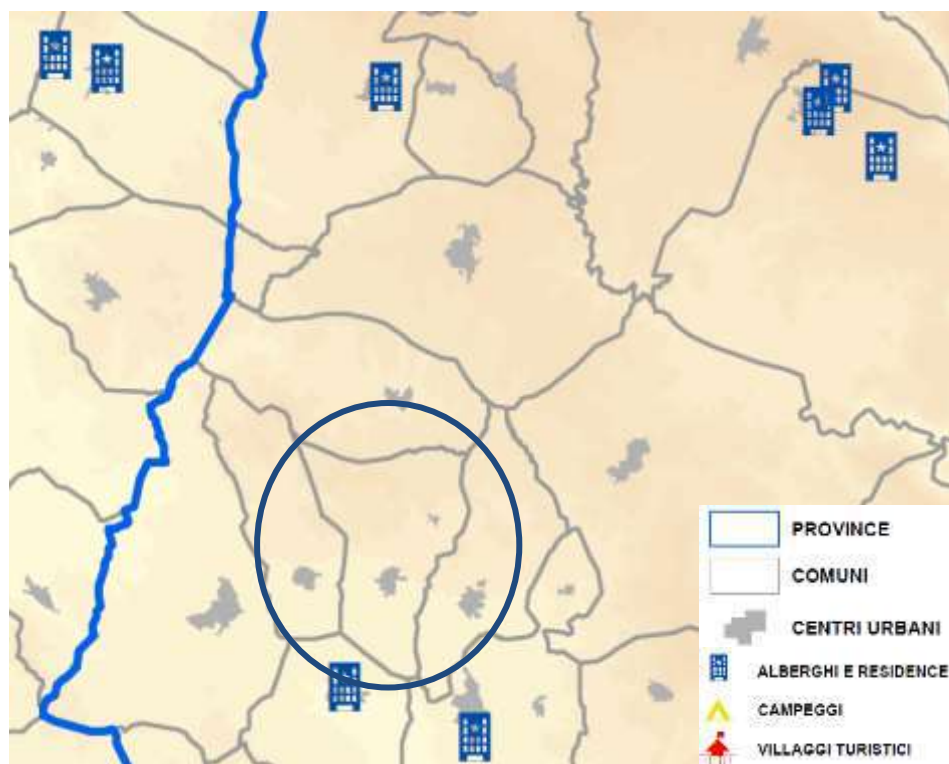 PROVINCE
COMUNI
CENTRI URBANI
ALBERGHI E RESIDENCE
CAMPEGGI
VILLAGGI TURISTICI